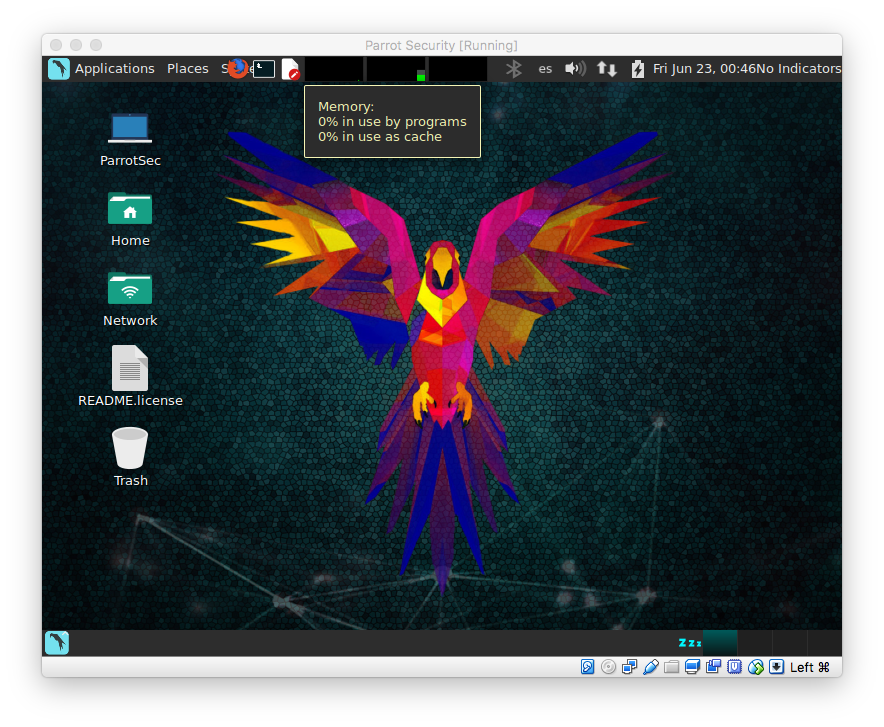 Parrot Security [Running]
Applications Places es Fri Jun 23, 00:46No Indicators
Memory:
0% in use by programs
0% in use as cache
ParrotSec
Home
Network
README.license
Trash
z z z
Left ⌘